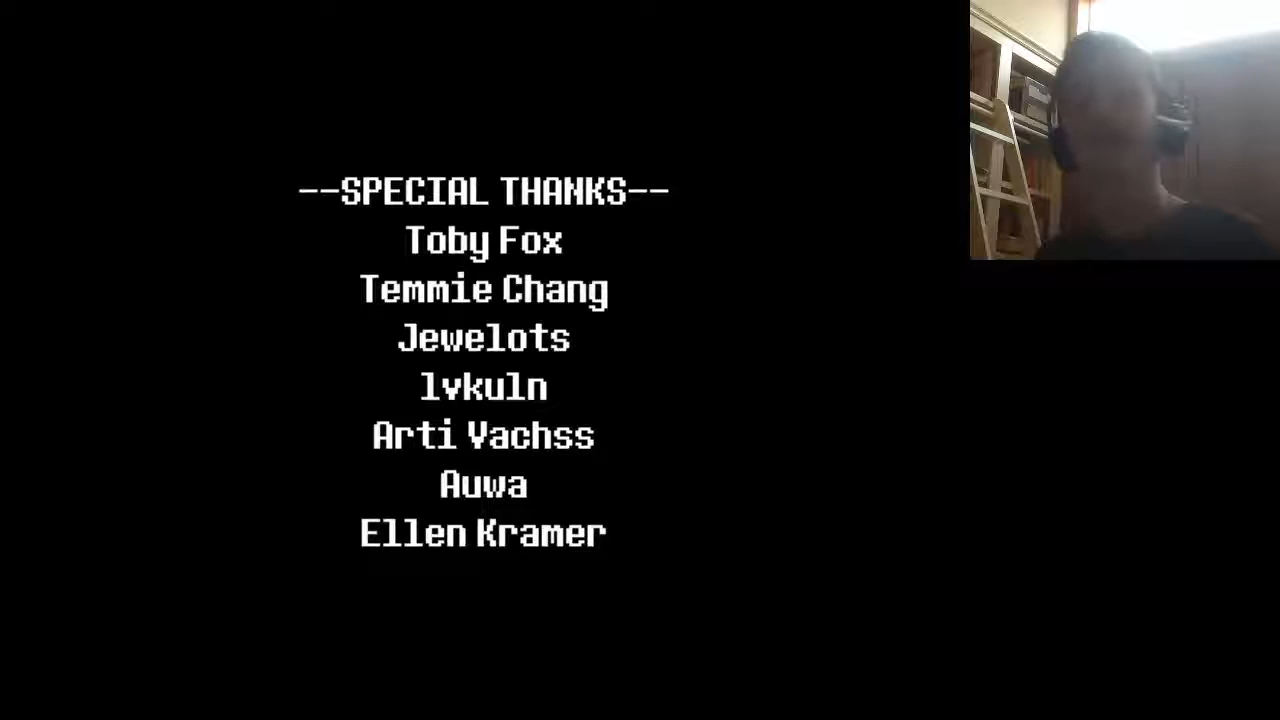 --SPECIAL THANKS--
Toby Fox
Temmie Chang
Jewelots
lvkuln
Arti Vachss
Auwa
Ellen Kramer